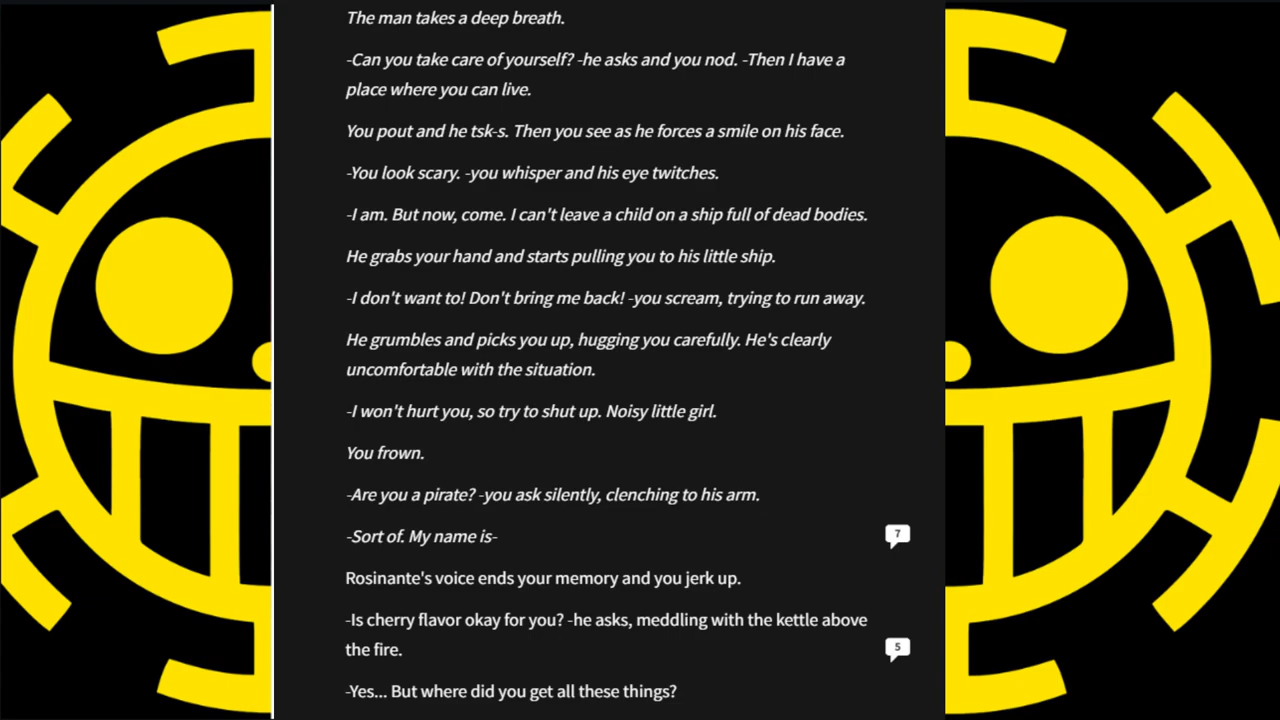 The man takes a deep breath.
-Can you take care of yourself? -he asks and you nod. -Then I have a
place where you can live.
You pout and he tsk-s. Then you see as he forces a smile on his face.
-You look scary. -you whisper and his eye twitches.
-I am. But now, come. I can't leave a child on a ship full of dead bodies.
He grabs your hand and starts pulling you to his little ship.
-I don't want to! Don't bring me back! -you scream, trying to run away.
He grumbles and picks you up, hugging you carefully. He's clearly
uncomfortable with the situation.
-I won't hurt you, so try to shut up. Noisy little girl.
You frown.
-Are you a pirate? -you ask silently, clenching to his arm.
-Sort of. My name is-
7
Rosinante's voice ends your memory and you jerk up.
-Is cherry flavor okay for you? -he asks, meddling with the kettle above
the fire.
5
-Yes... But where did you get all these things?